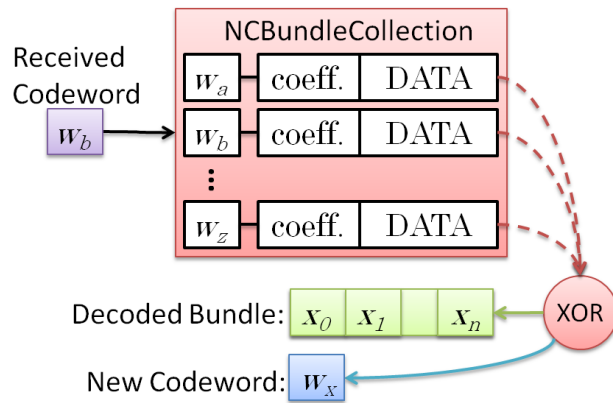 NCBundleCollection
Received
Codeword
w_b
w_a coeff. DATA
w_b coeff. DATA
⋮
w_z coeff. DATA
XOR
Decoded Bundle: x_0 x_1 x_n
New Codeword: w_x